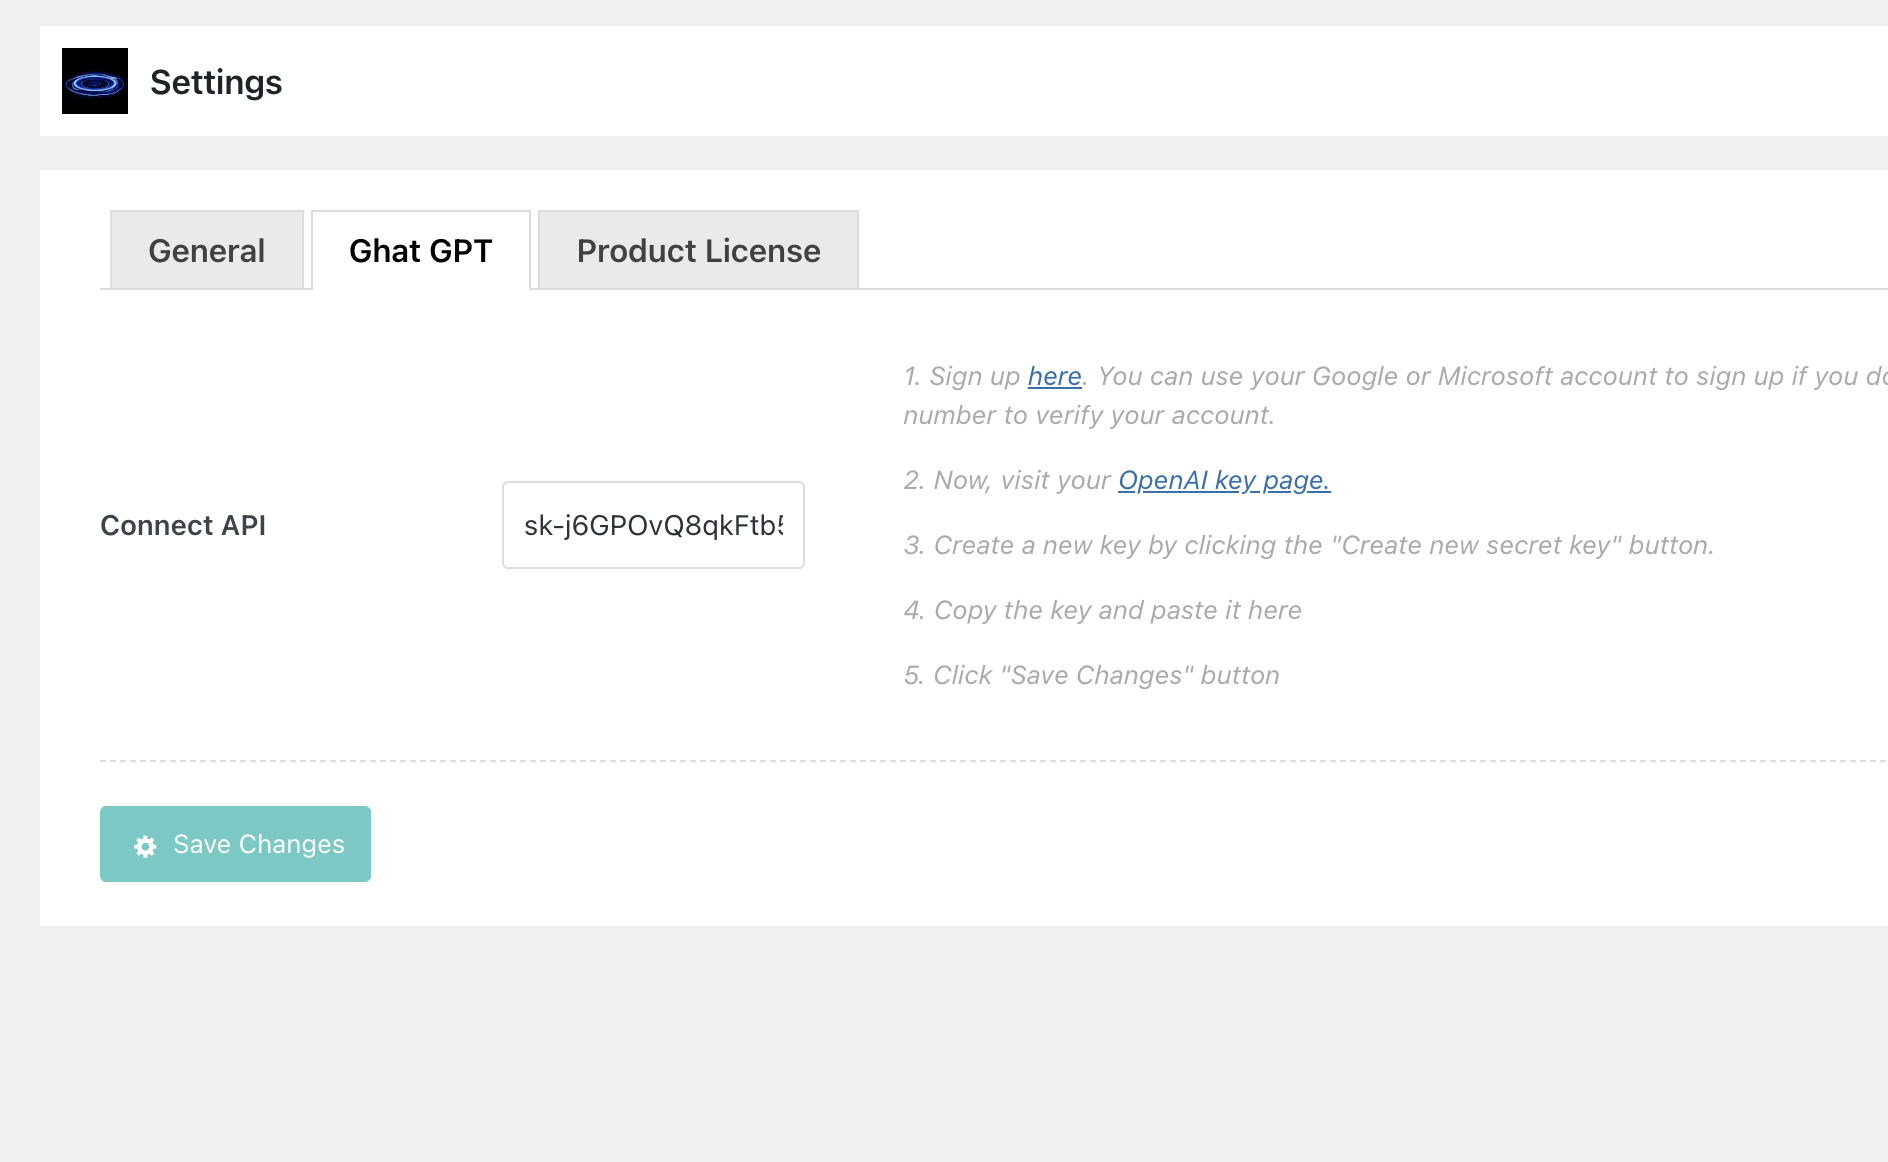 Settings
General
Ghat GPT
Product License
1. Sign up here. You can use your Google or Microsoft account to sign up if you
number to verify your account.
2. Now, visit your OpenAI key page.
Connect API
sk-j6GPOvQ8qkFtb
3. Create a new key by clicking the "Create new secret key" button.
4. Copy the key and paste it here
5. Click "Save Changes" button
Save Changes